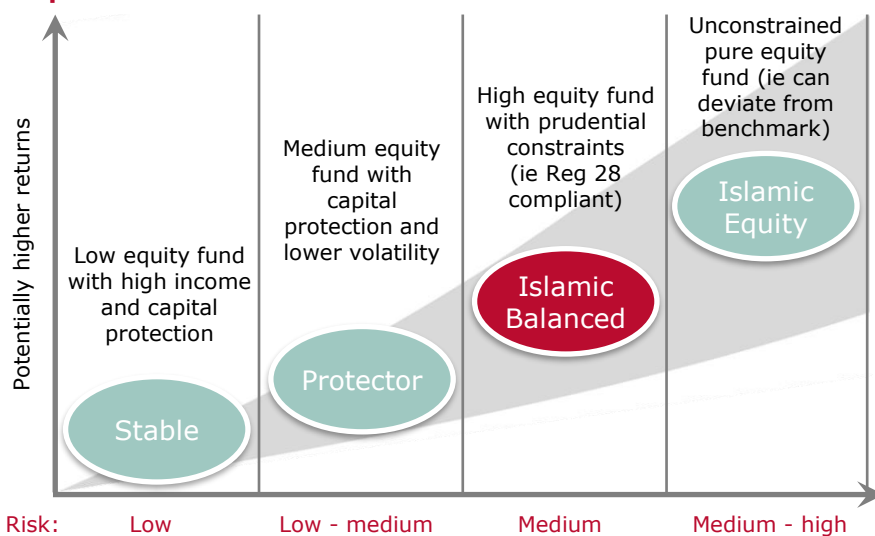 Potentially higher returns
Low equity fund
with high income
and capital
protection
Stable
Medium equity
fund with
capital
protection and
lower volatility
Protector
High equity fund
with prudential
constraints
(ie Reg 28
compliant)
Islamic
Balanced
Unconstrained
pure equity
fund (ie can
deviate from
benchmark)
Islamic
Equity
Risk:
Low
Low - medium
Medium
Medium - high